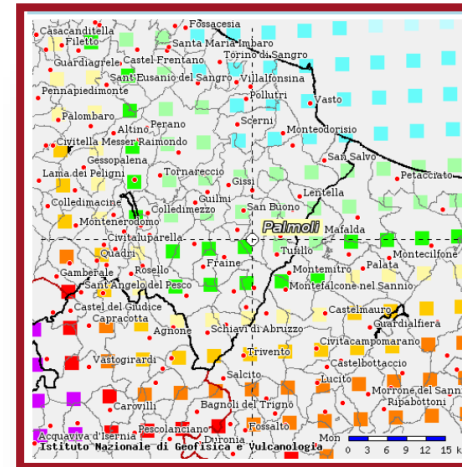 Fossacesia
Casacanditella
Filetto
Santa Maria Imbaro
Castel Frentano
Torino di Sangro
Guardiagrele
Sant'Eusanio del Sangro
Villalfonsina
Pennapiedimonte
Pollutri
Vasto
Palombaro
Perano
Scerni
Altino
Monteodorisio
Civitella Messer Raimondo
Gessopalena
San Salvo
Lama dei Peligni
Tornareccio
Gissi
Petacciato
Guilmi
Lentella
Colledimacine
Colledimezzo
San Buono
Montenerodomo
Palmoli
Mafalda
Civitaluparella
Quadri
Fraine
Tufillo
Montecilfone
Gamberale
Rosello
Montemitro
Palata
Sant'Angelo del Pesco
Montefalcone nel Sannio
Castel del Giudice
Castelmauro
Capracotta
Schiavi di Abruzzo
Guardialfiera
Agnone
Civitacampomarano
Vastogirardi
Trivento
Castelbottaccio
Salcito
Lucito
Morrone del Sann
Carovilli
Bagnoli del Trigno
Ripabottoni
Acquaviva d'Isernia
Pescolanciano
Fossalto
Duronia
Mon
0 3 6 9 12 15 k
Istituto Nazionale di Geofisica e Vulcanologia